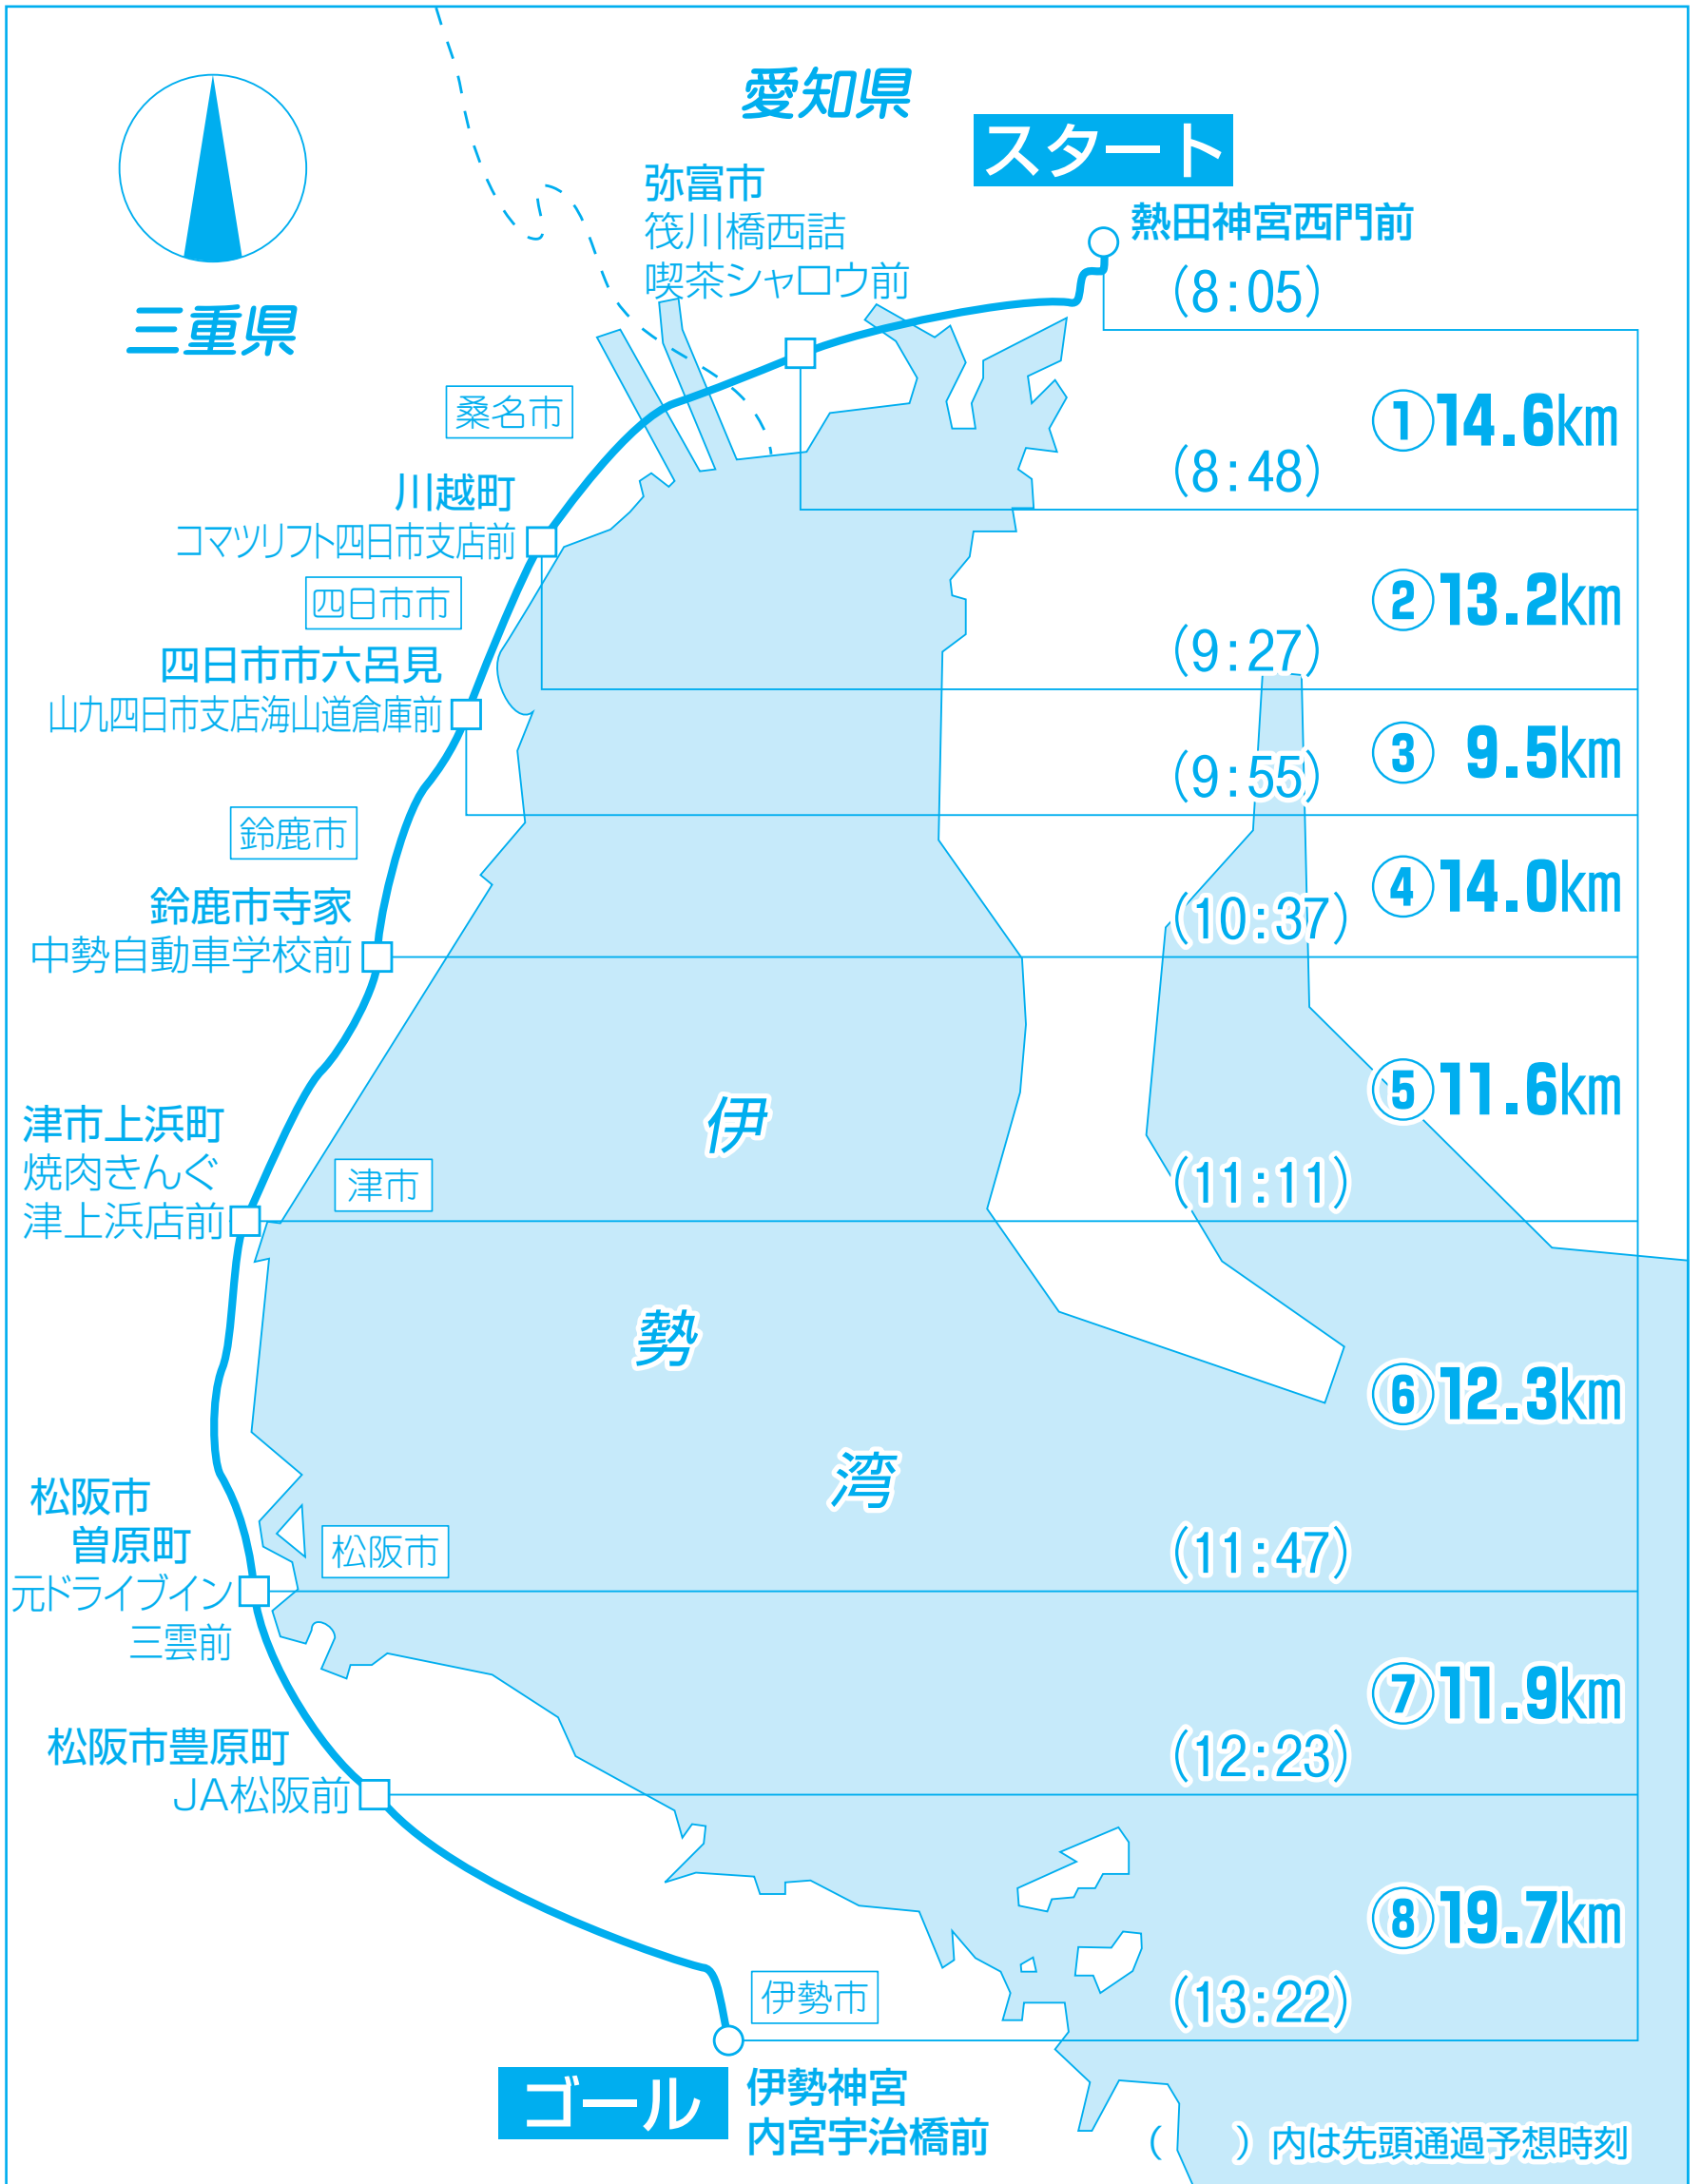 愛知県
スタート
熱田神宮西門前
(8:05)
弥富市
筏川橋西詰
喫茶シャロウ前
三重県
桑名市
①14.6km
(8:48)
川越町
コマツリフト四日市支店前
四日市市
②13.2km
(9:27)
四日市市六呂見
山九四日市支店海山道倉庫前
③9.5km
(9:55)
鈴鹿市
④14.0km
(10:37)
鈴鹿市寺家
中勢自動車学校前
⑤11.6km
伊
勢
湾
津市上浜町
焼肉きんぐ
津上浜店前
津市
(11:11)
⑥12.3km
松阪市
曽原町
元ドライブイン
三雲前
松阪市
(11:47)
⑦11.9km
松阪市豊原町
JA松阪前
(12:23)
⑧19.7km
伊勢市
(13:22)
ゴール
伊勢神宮
内宮宇治橋前
(　)内は先頭通過予想時刻